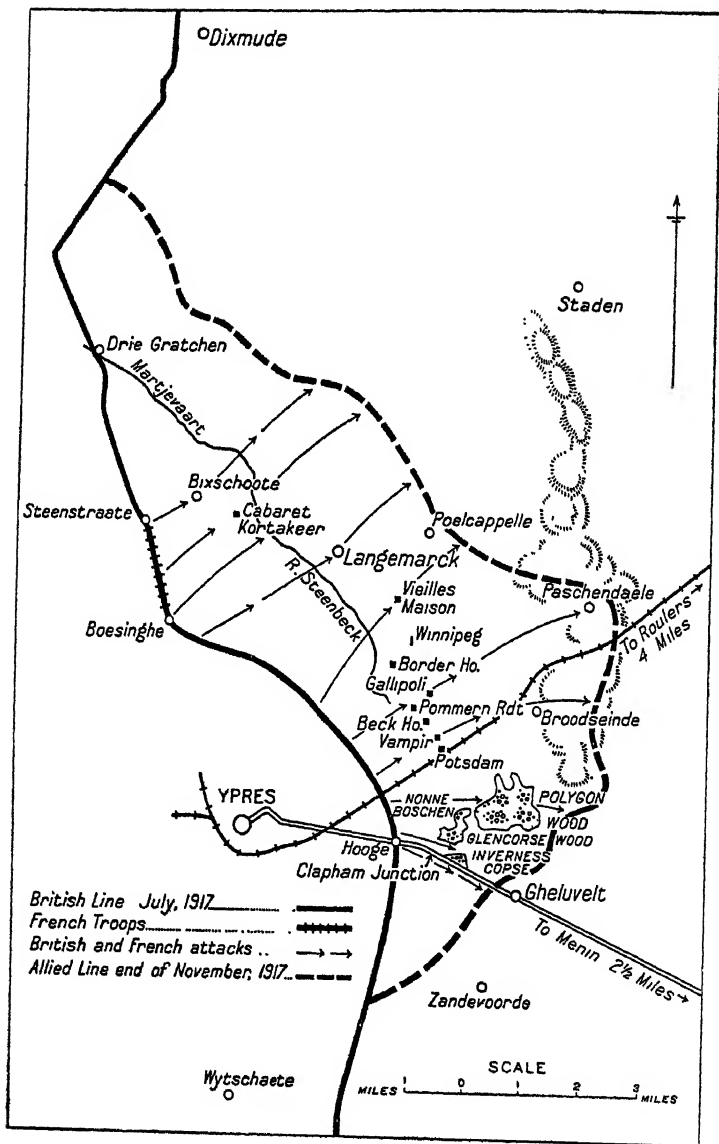 Dixmude
Staden
Drie Gratchen
Martjevaart
Bixschoote
Steenstraate
Cabaret
Kortakeer
Poelcappelle
Langemarck
R. Steenbeck
Vieilles
Maison
Paschendaele
Boesinghe
Winnipeg
To Roulers
4 Miles
Border Ho.
Gallipoli
Pommern Rdt
Beck Ho.
Broodseinde
Vampir
Potsdam
YPRES
NONNE
BOSCHEN
POLYGON
WOOD
GLENCORSE WOOD
Hooge
INVERNESS
COPSE
Clapham Junction
Gheluvelt
British Line July, 1917
French Troops
British and French attacks ..
Allied Line end of November, 1917
To Menin 2½ Miles
Zandevoorde
Wytschaete
SCALE
MILES 1 0 1 2 3 MILES